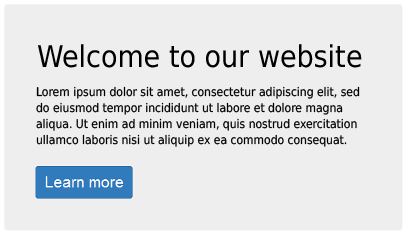 Welcome to our website
Lorem ipsum dolor sit amet, consectetur adipiscing elit, sed
do eiusmod tempor incididunt ut labore et dolore magna
aliqua. Ut enim ad minim veniam, quis nostrud exercitation
ullamco laboris nisi ut aliquip ex ea commodo consequat.
Learn more